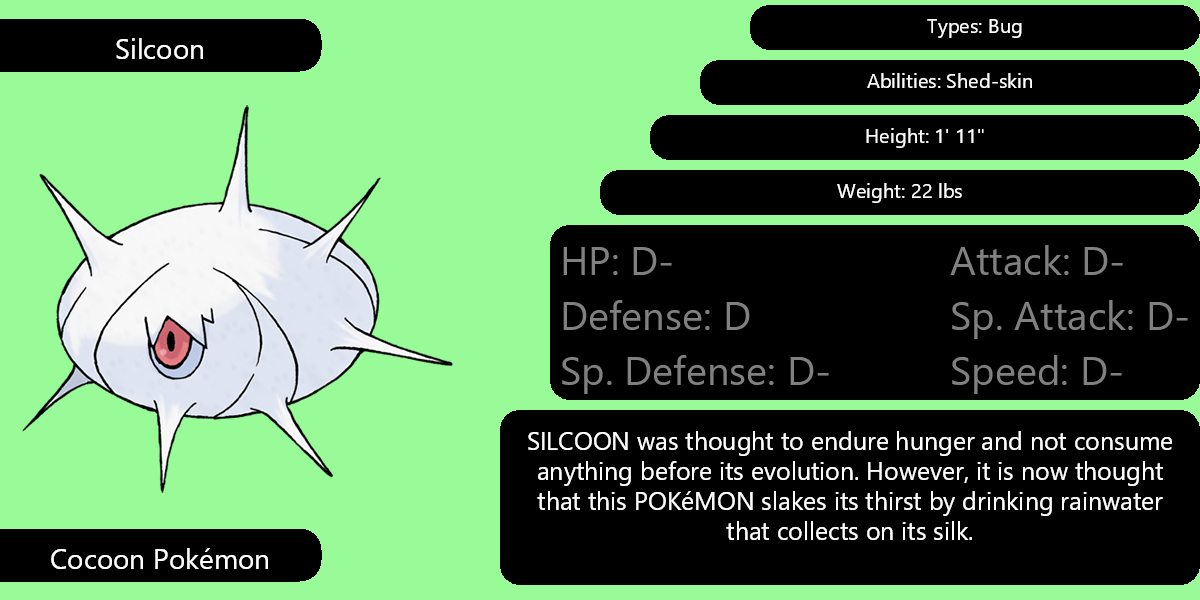 Silcoon
Types: Bug
Abilities: Shed-skin
Height: 1' 11"
Weight: 22 lbs
HP: D-
Attack: D-
Defense: D
Sp. Attack: D-
Sp. Defense: D-
Speed: D-
SILCOON was thought to endure hunger and not consume
anything before its evolution. However, it is now thought
that this POKéMON slakes its thirst by drinking rainwater
that collects on its silk.
Cocoon Pokémon